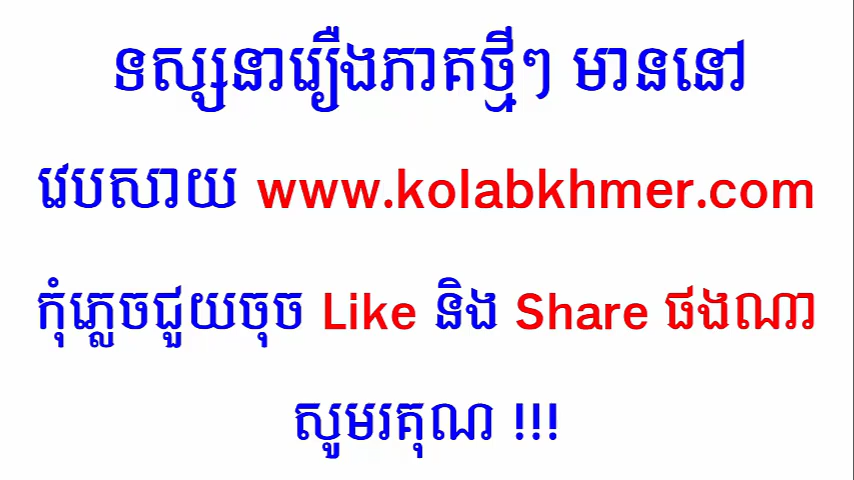 ទស្សនារឿងភាគថ្មីៗ មាននៅ
វេបសាយ www.kolabkhmer.com
កុំភ្លេចជួយចុច Like និង Share ផងណា
សូមរគុណ !!!